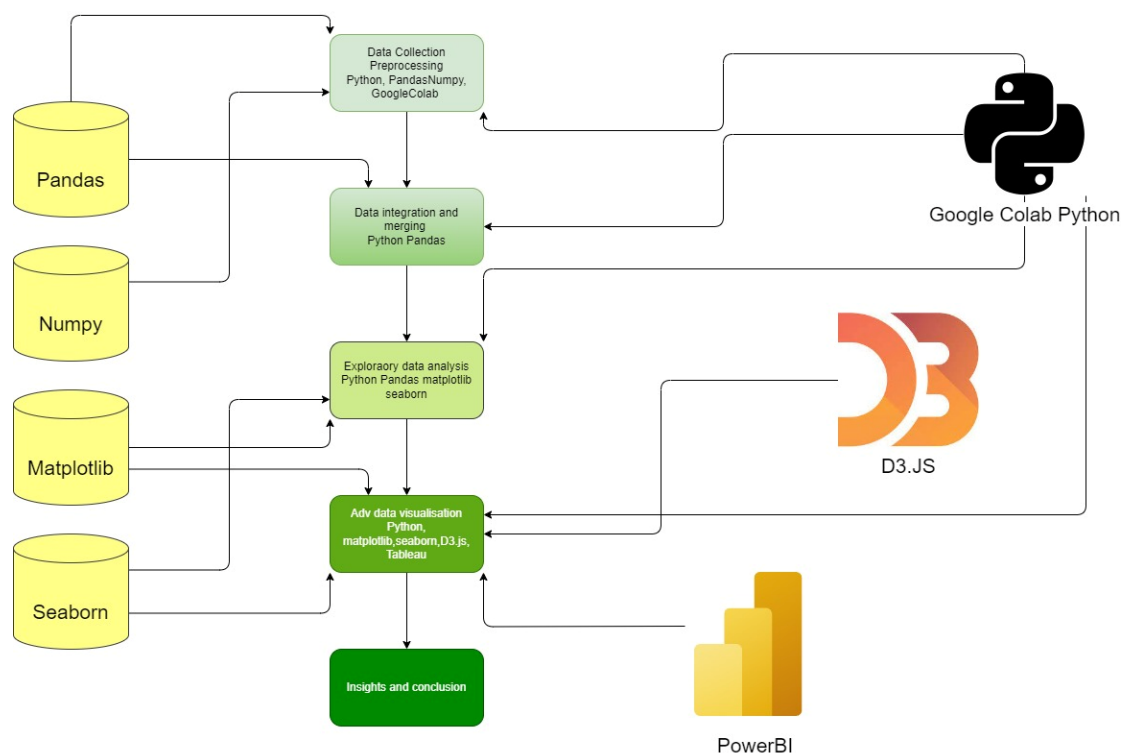 Data Collection
Preprocessing
Python, PandasNumpy,
GoogleColab
Pandas
Google Colab Python
Data integration and
merging
Python Pandas
Numpy
Exploraory data analysis
Python Pandas matplotlib
seaborn
D3.JS
Matplotlib
Adv data visualisation
Python,
matplotlib,seaborn,D3.js,
Tableau
Seaborn
Insights and conclusion
PowerBI